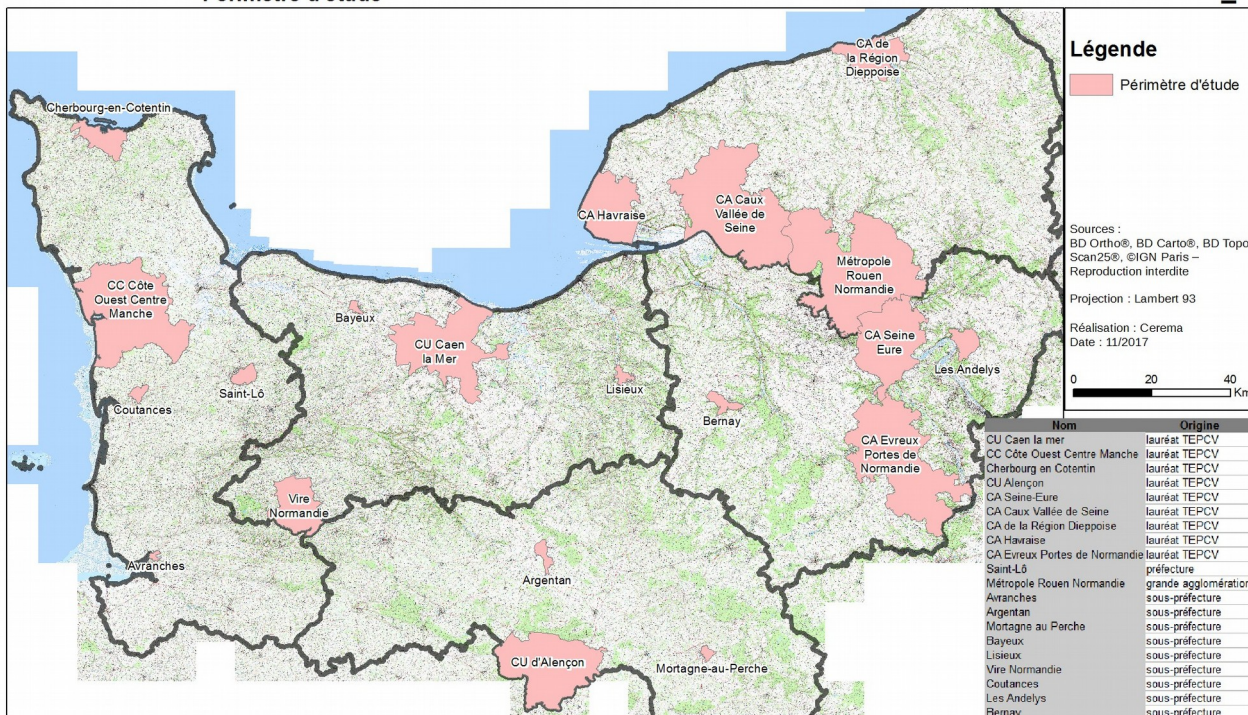 Périmètre d'étude
CA de
la Région
Dieppoise
Cherbourg-en-Cotentin
CA Havraise
CA Caux
Vallée de
Seine
Métropole
Rouen
Normandie
CC Côte
Ouest Centre
Manche
Bayeux
CU Caen
la Mer
CA Seine
Eure
Les Andelys
Coutances
Saint-Lô
Lisieux
Bernay
CA Evreux
Portes de
Normandie
Vire
Normandie
Avranches
Argentan
CU d'Alençon
Mortagne-au-Perche
Légende
Périmètre d'étude
Sources :
BD Ortho®, BD Carto®, BD Topo
Scan25®, ©IGN Paris –
Reproduction interdite
Projection : Lambert 93
Réalisation : Cerema
Date : 11/2017
0 20 40
Km
Nom Origine
CU Caen la mer lauréat TEPCV
CC Côte Ouest Centre Manche lauréat TEPCV
Cherbourg en Cotentin lauréat TEPCV
CU Alençon lauréat TEPCV
CA Seine-Eure lauréat TEPCV
CA Caux Vallée de Seine lauréat TEPCV
CA de la Région Dieppoise lauréat TEPCV
CA Havraise lauréat TEPCV
CA Evreux Portes de Normandie lauréat TEPCV
Saint-Lô préfecture
Métropole Rouen Normandie grande agglomération
Avranches sous-préfecture
Argentan sous-préfecture
Mortagne au Perche sous-préfecture
Bayeux sous-préfecture
Lisieux sous-préfecture
Vire Normandie sous-préfecture
Coutances sous-préfecture
Les Andelys sous-préfecture
Bernay sous-préfecture